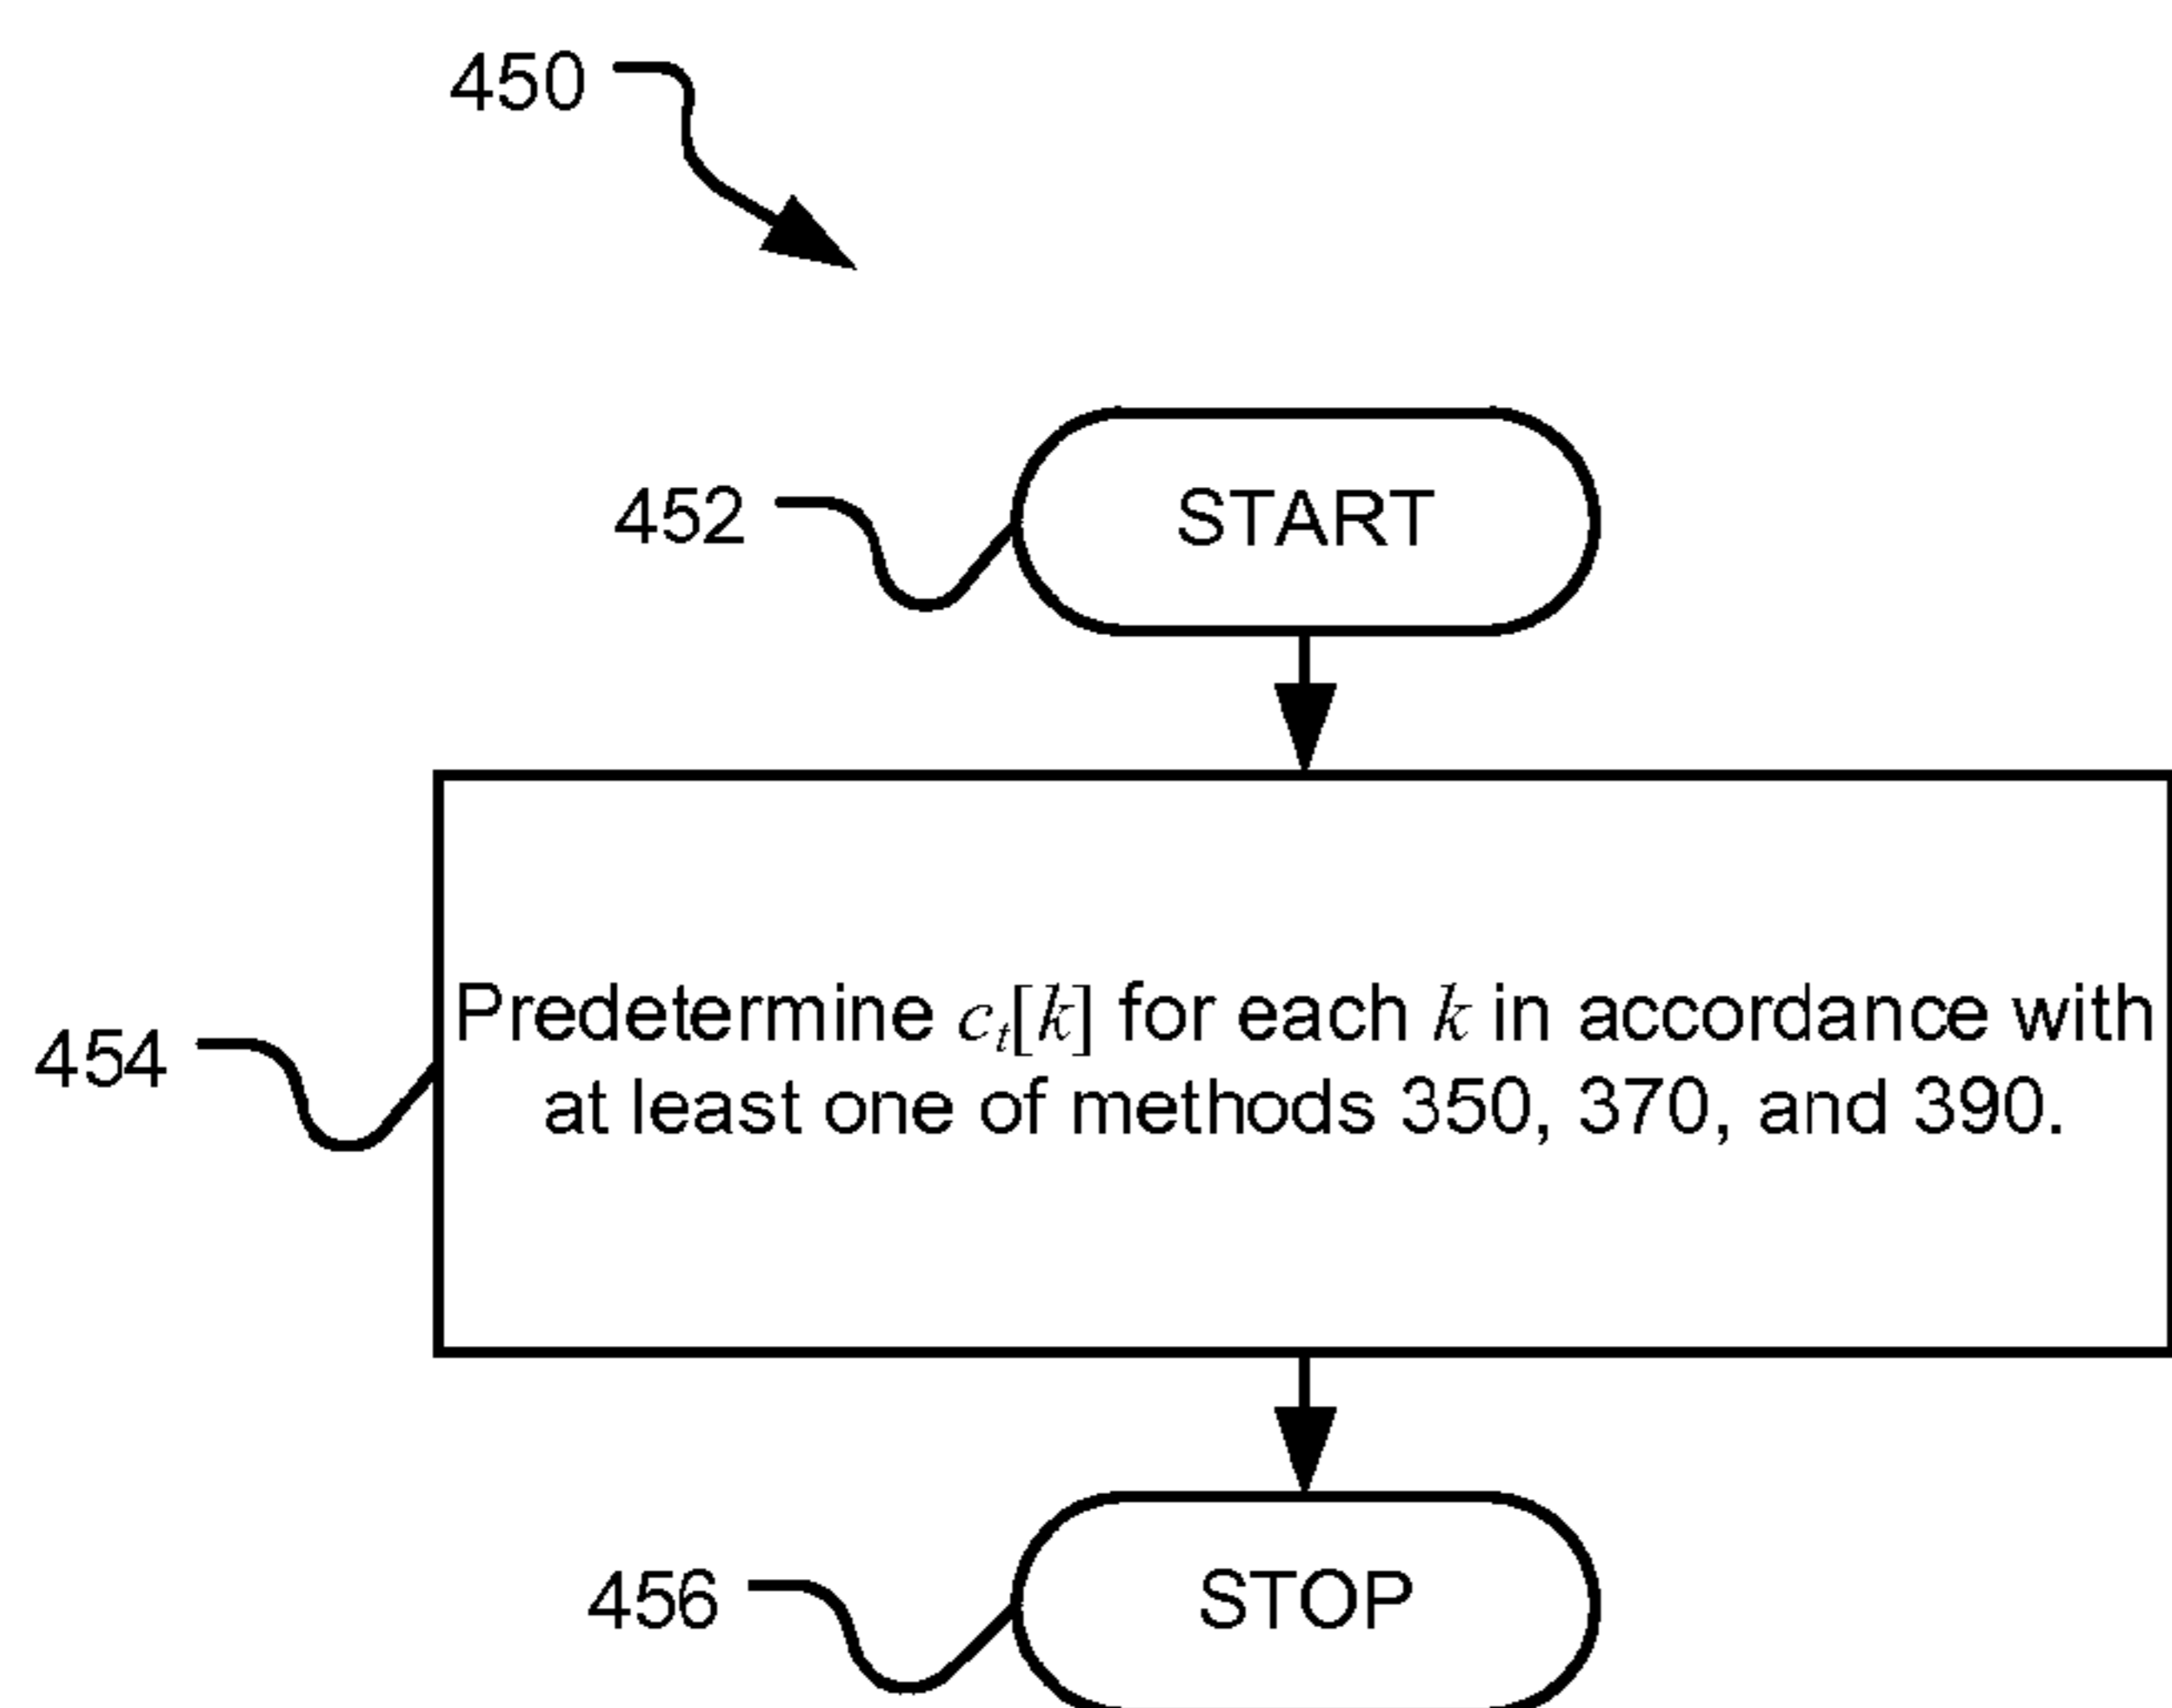 450
452
START
454
Predetermine c_t[k] for each k in accordance with
at least one of methods 350, 370, and 390.
456
STOP